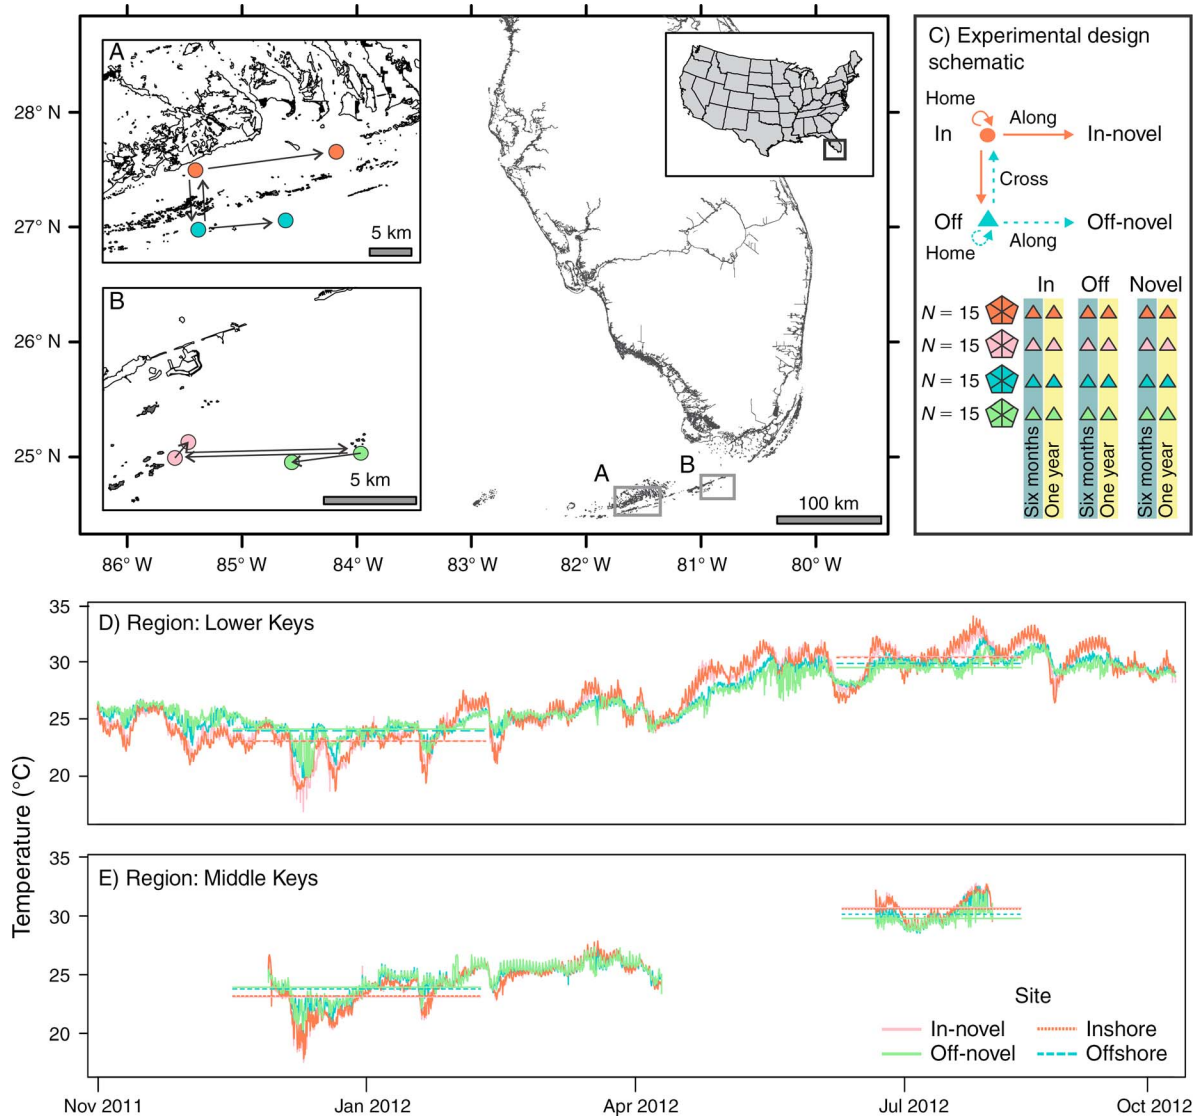 A
5 km
B
5 km
28° N
27° N
26° N
25° N
A
B
100 km
86° W
85° W
84° W
83° W
82° W
81° W
80° W
C) Experimental design
schematic
Home
Along
In
In-novel
Cross
Off
Off-novel
Home
Along
In
Off
Novel
N = 15
N = 15
N = 15
N = 15
Six months
One year
Six months
One year
Six months
One year
D) Region: Lower Keys
35
30
25
20
Temperature (°C)
E) Region: Middle Keys
35
30
25
20
Site
In-novel
Inshore
Off-novel
Offshore
Nov 2011
Jan 2012
Apr 2012
Jul 2012
Oct 2012